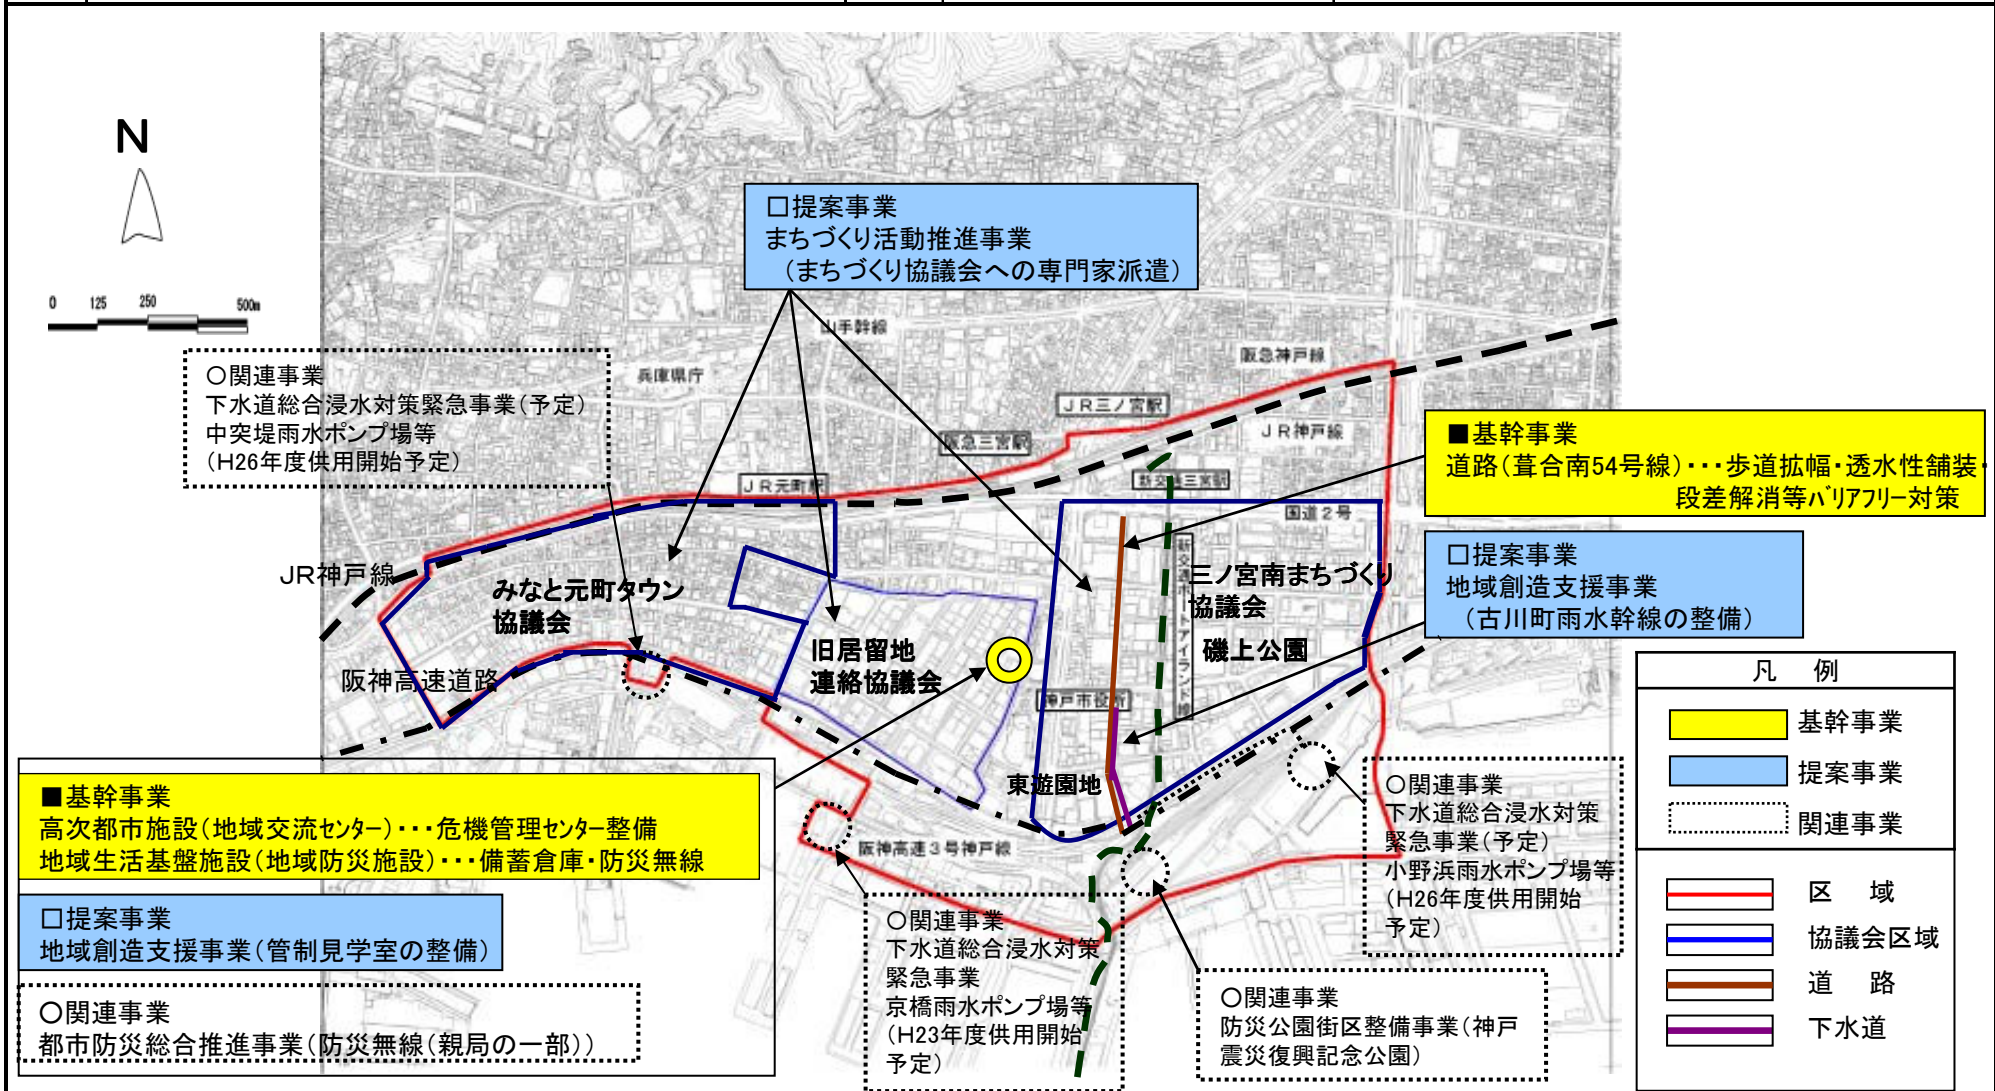 N
0 125 250 500m
□提案事業
まちづくり活動推進事業
(まちづくり協議会への専門家派遣)
山手幹線
兵庫県庁
阪急神戸線
JR三ノ宮駅
JR神戸線
阪急三宮駅
JR元町駅
新交通三宮駅
国道2号
○関連事業
下水道総合浸水対策緊急事業(予定)
中突堤雨水ポンプ場等
(H26年度供用開始予定)
■基幹事業
道路(葺合南54号線)・・・歩道拡幅・透水性舗装・
段差解消等バリアフリー対策
□提案事業
地域創造支援事業
(古川町雨水幹線の整備)
JR神戸線
みなと元町タウン
協議会
旧居留地
連絡協議会
三ノ宮南まちづくり
協議会
磯上公園
新交通ポートアイランド線
阪神高速道路
神戸市役所
東遊園地
阪神高速3号神戸線
■基幹事業
高次都市施設(地域交流センター)・・・危機管理センター整備
地域生活基盤施設(地域防災施設)・・・備蓄倉庫・防災無線
□提案事業
地域創造支援事業(管制見学室の整備)
○関連事業
都市防災総合推進事業(防災無線(親局の一部))
○関連事業
下水道総合浸水対策
緊急事業
京橋雨水ポンプ場等
(H23年度供用開始
予定)
○関連事業
防災公園街区整備事業(神戸
震災復興記念公園)
○関連事業
下水道総合浸水対策
緊急事業(予定)
小野浜雨水ポンプ場等
(H26年度供用開始
予定)
凡 例
基幹事業
提案事業
関連事業
区 域
協議会区域
道 路
下水道